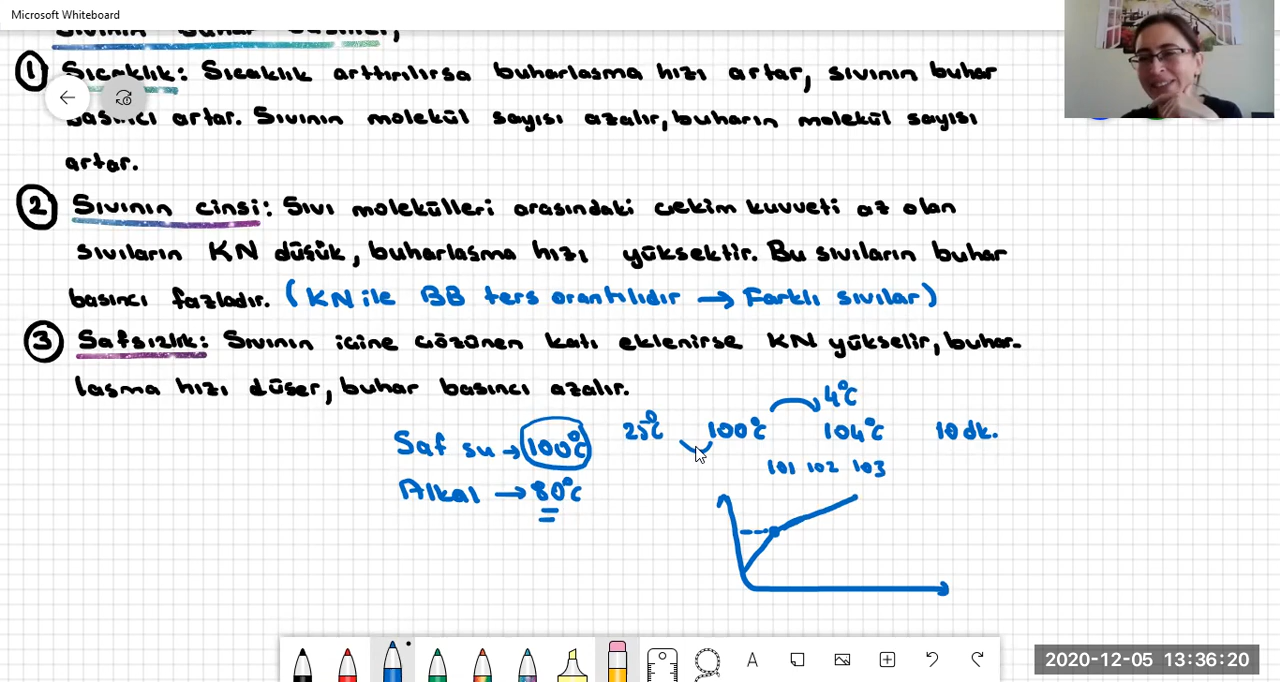 Microsoft Whiteboard
Sıvının Buhar
① Sıcaklık: Sıcaklık arttırılırsa buharlaşma hızı artar, sıvının buhar
basıncı artar. Sıvının molekül sayısı azalır, buharın molekül sayısı
artar.
② Sıvının cinsi: Sıvı molekülleri arasındaki çekim kuvveti az olan
sıvıların KN düşük, buharlaşma hızı yüksektir. Bu sıvıların buhar
basıncı fazladır. (KN ile BB ters orantılıdır → Farklı sıvılar)
③ Safsızlık: Sıvının içine çözünen katı eklenirse KN yükselir, buhar-
laşma hızı düşer, buhar basıncı azalır.
4°C
Saf su → 100°C 25°C 100°C 104°C 10 dk.
101 102 103
Alkal → 80°C
A
2020-12-05 13:36:20